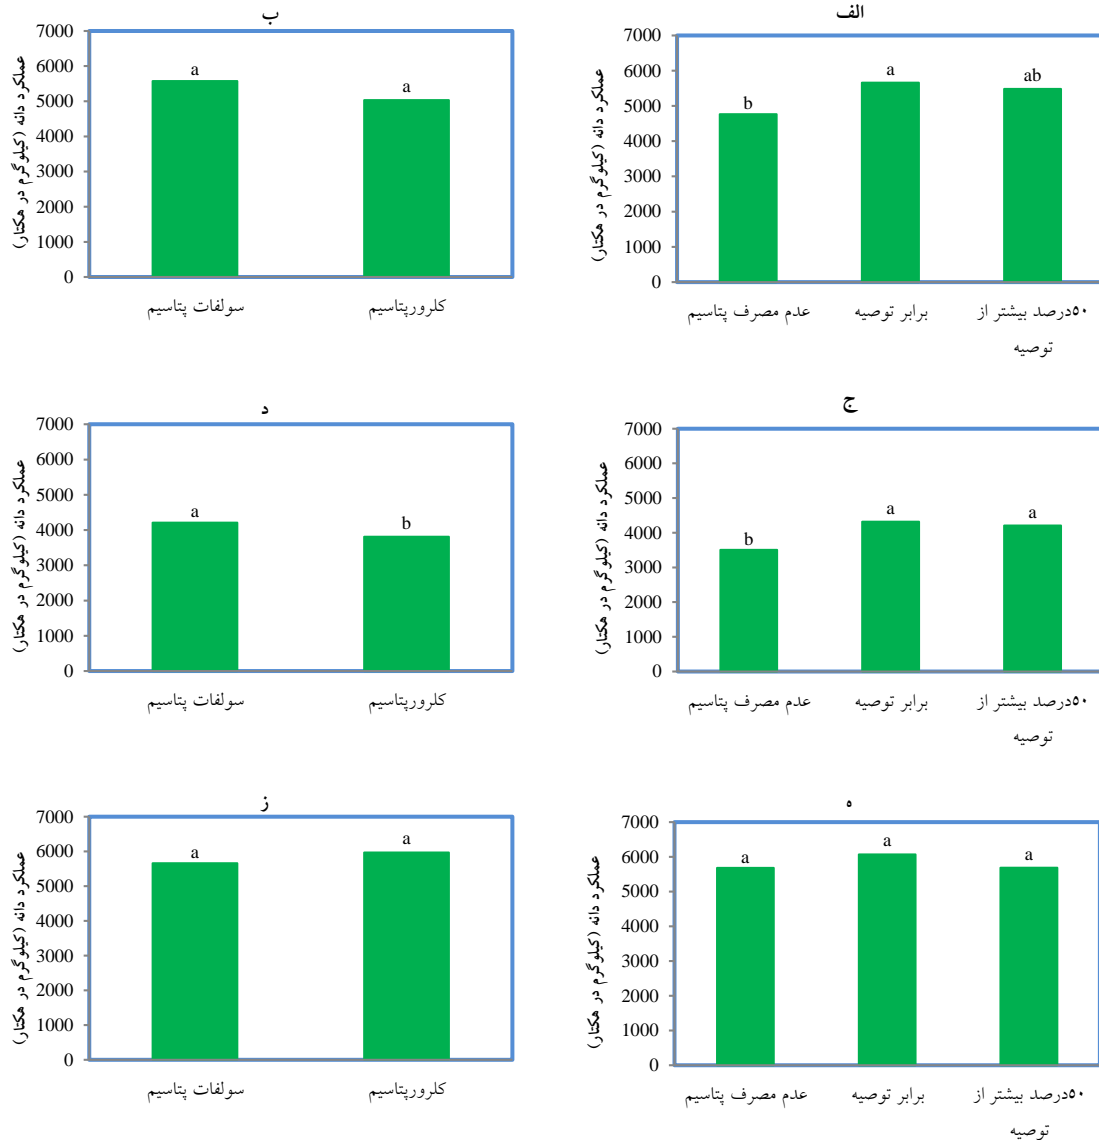 الف
عملکرد دانه (کیلوگرم در هکتار)
7000
6000
5000
4000
3000
2000
1000
0
b
a
ab
عدم مصرف پتاسیم
برابر توصیه
۵۰درصد بیشتر از
توصیه
ب
عملکرد دانه (کیلوگرم در هکتار)
7000
6000
5000
4000
3000
2000
1000
0
a
a
سولفات پتاسیم
کلرورپتاسیم
ج
عملکرد دانه (کیلوگرم در هکتار)
7000
6000
5000
4000
3000
2000
1000
0
b
a
a
عدم مصرف پتاسیم
برابر توصیه
۵۰درصد بیشتر از
توصیه
د
عملکرد دانه (کیلوگرم در هکتار)
7000
6000
5000
4000
3000
2000
1000
0
a
b
سولفات پتاسیم
کلرورپتاسیم
ه
عملکرد دانه (کیلوگرم در هکتار)
7000
6000
5000
4000
3000
2000
1000
0
a
a
a
عدم مصرف پتاسیم
برابر توصیه
۵۰درصد بیشتر از
توصیه
ز
عملکرد دانه (کیلوگرم در هکتار)
7000
6000
5000
4000
3000
2000
1000
0
a
a
سولفات پتاسیم
کلرورپتاسیم